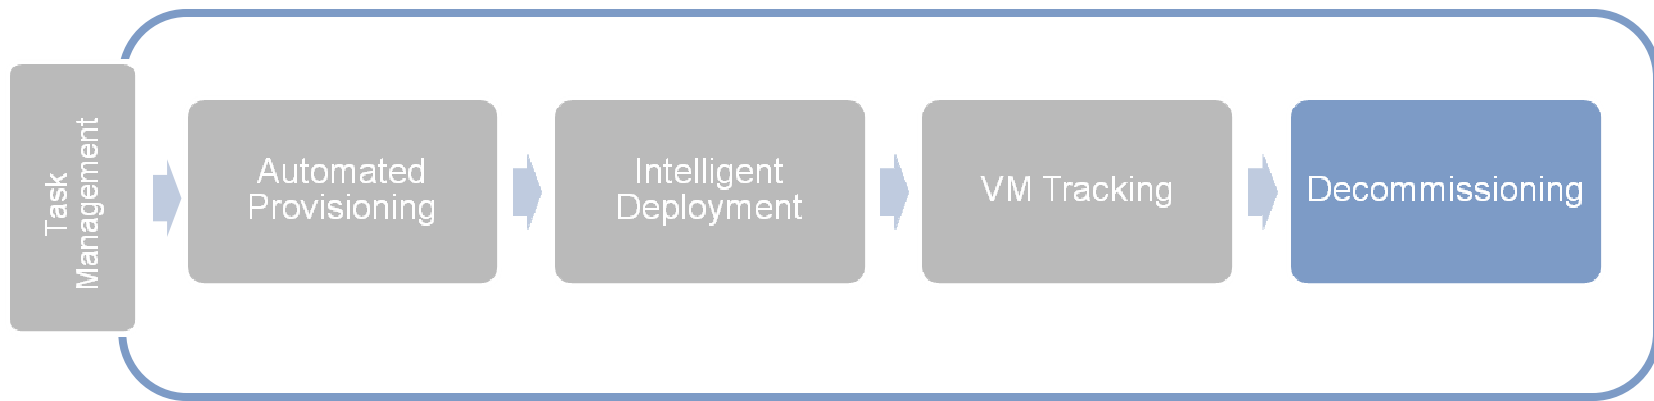 Task
Management
Automated
Provisioning
Intelligent
Deployment
VM Tracking
Decommissioning